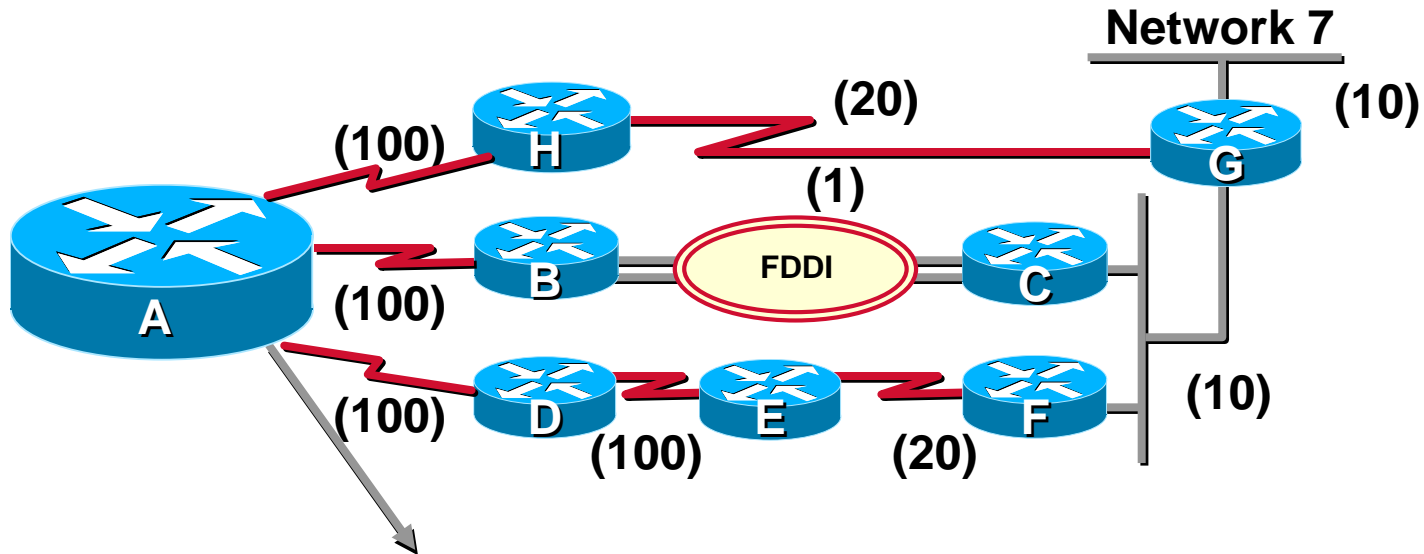 Network 7
(20)
(10)
(100)
H
G
(1)
B
FDDI
C
A
(100)
(10)
D
E
F
(100)
(100)
(20)